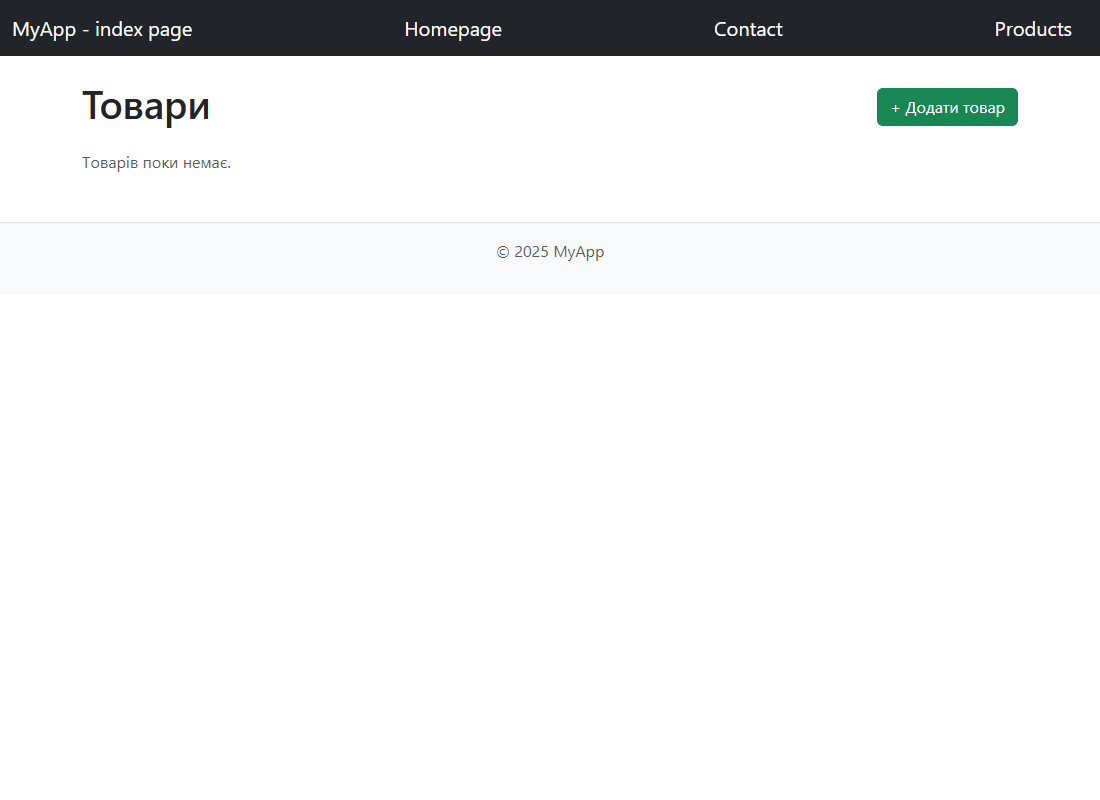 MyApp - index page Homepage Contact Products
Товари
+ Додати товар
Товарів поки немає.
© 2025 MyApp